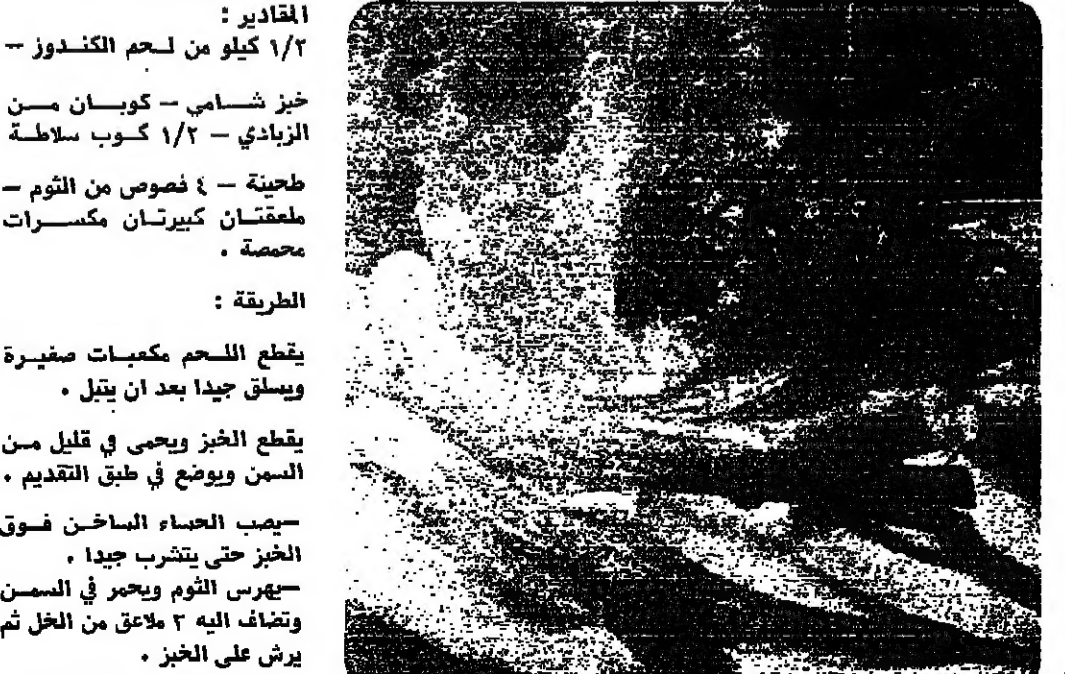 المقادير :
١/٢ كيلو من لحم الكندوز —
خبز شامي — كوبان من
الزبادي — ١/٢ كوب سلاطة
طحينة — ٤ فصوص من الثوم —
ملعقتان كبيرتان مكسرات
محمصة .
الطريقة :
يقطع اللحم مكعبات صغيرة
ويسلق جيدا بعد ان يتبل .
يقطع الخبز ويحمى في قليل من
السمن ويوضع في طبق التقديم .
—يصب الحساء الساخن فوق
الخبز حتى يتشرب جيدا .
—يهرس الثوم ويحمر في السمن
وتضاف اليه ٣ ملاعق من الخل ثم
يرش على الخبز .